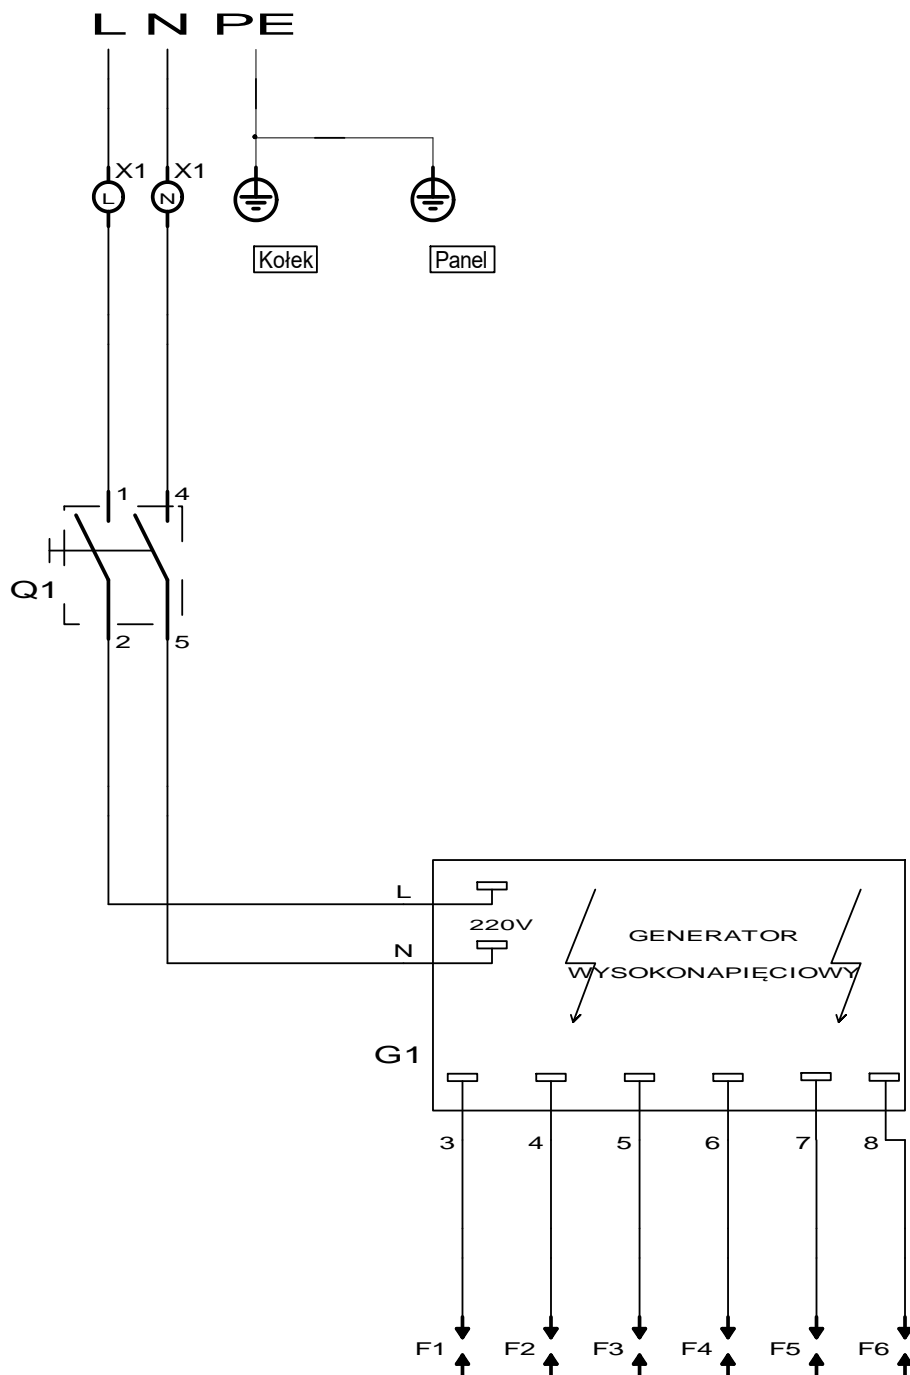 L N PE
X1 X1
L N
Kołek Panel
1 4
Q1
2 5
L
220V
N
GENERATOR
WYSOKONAPIĘCIOWY
G1
3 4 5 6 7 8
F1 F2 F3 F4 F5 F6